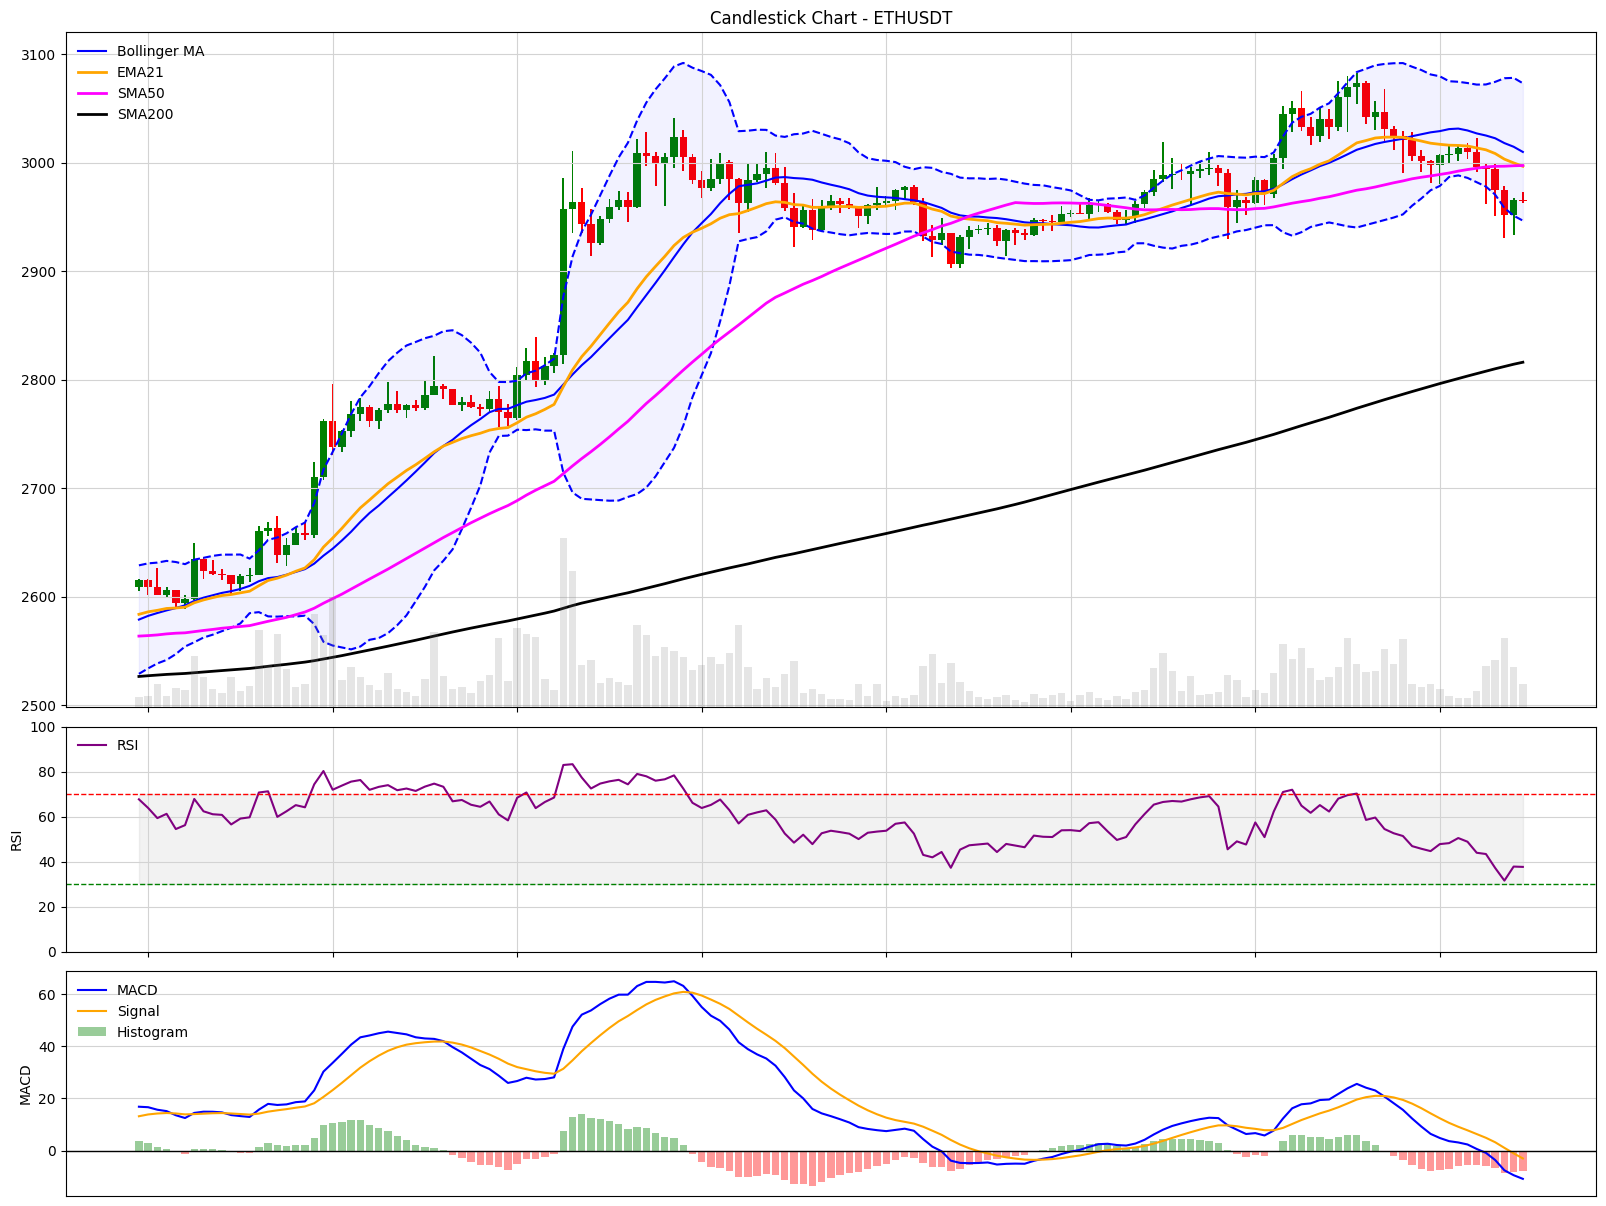 Candlestick Chart - ETHUSDT
Bollinger MA
EMA21
SMA50
SMA200
3100
3000
2900
2800
2700
2600
2500
RSI
RSI
100
80
60
40
20
0
MACD
Signal
Histogram
MACD
60
40
20
0